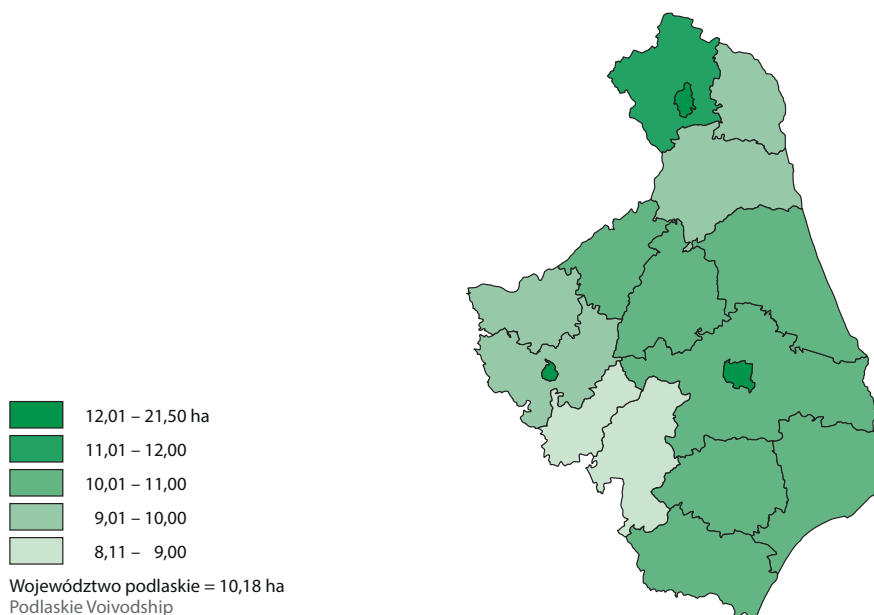 12,01 – 21,50 ha
11,01 – 12,00
10,01 – 11,00
9,01 – 10,00
8,11 – 9,00
Województwo podlaskie = 10,18 ha
Podlaskie Voivodship